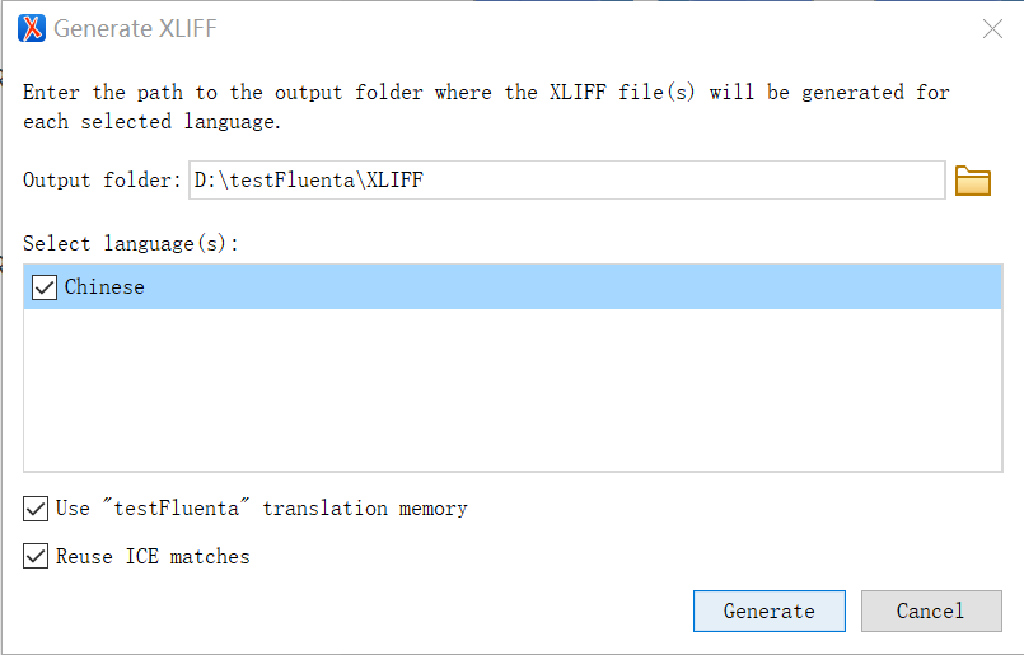 Generate XLIFF
Enter the path to the output folder where the XLIFF file(s) will be generated for
each selected language.
Output folder: D:\testFluenta\XLIFF
Select language(s):
Chinese
Use "testFluenta" translation memory
Reuse ICE matches
Generate Cancel